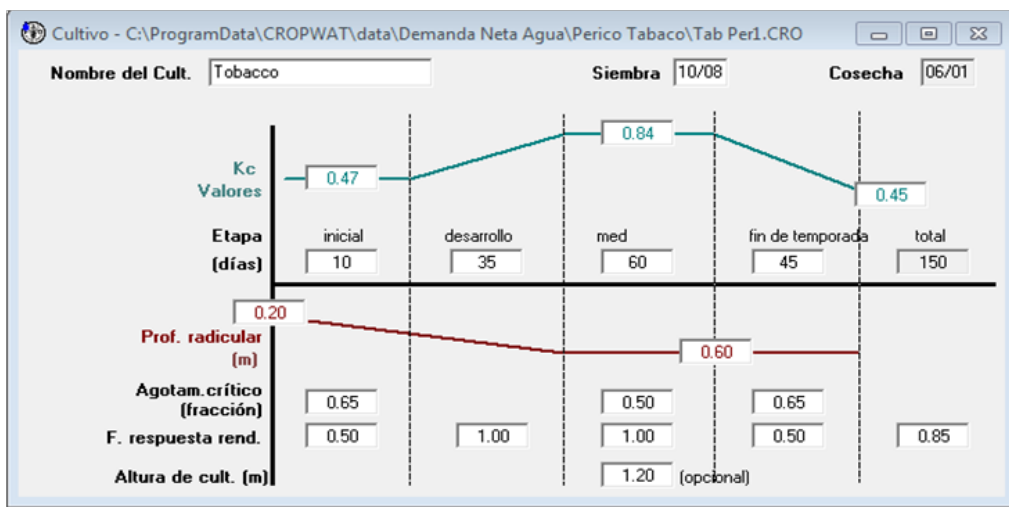 Cultivo - C:\ProgramData\CROPWAT\data\Demanda Neta Agua\Perico Tabaco\Tab Per1.CRO
Nombre del Cult. Tobacco Siembra 10/08 Cosecha 06/01
Kc
Valores
0.47 0.84 0.45
Etapa inicial desarrollo med fin de temporada total
(días) 10 35 60 45 150
0.20
Prof. radicular
(m)
0.60
Agotam.crítico
(fracción)
0.65 0.50 0.65
F. respuesta rend. 0.50 1.00 1.00 0.50 0.85
Altura de cult. (m) 1.20 (opcional)